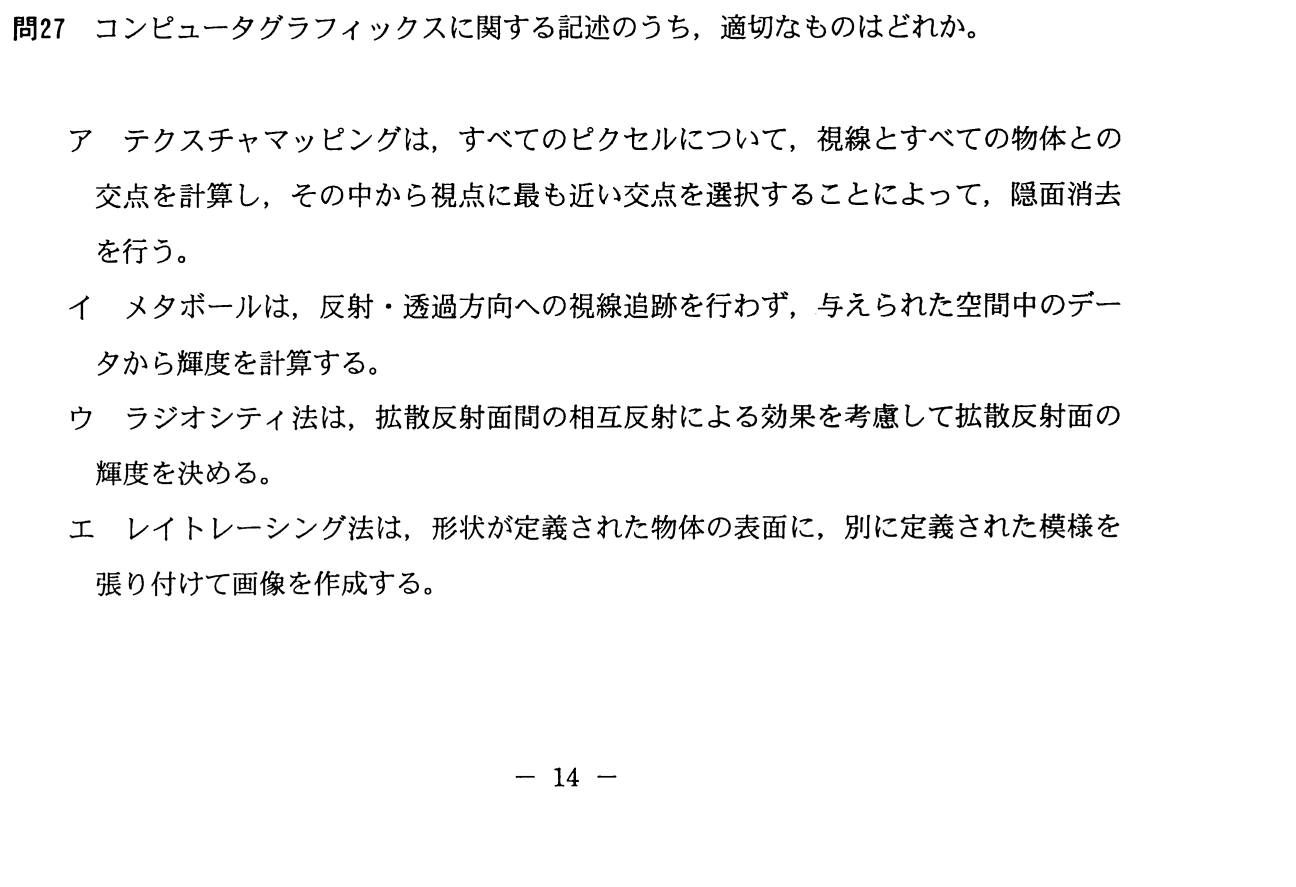 問27　コンピュータグラフィックスに関する記述のうち，適切なものはどれか。
ア　テクスチャマッピングは，すべてのピクセルについて，視線とすべての物体との
交点を計算し，その中から視点に最も近い交点を選択することによって，隠面消去
を行う。
イ　メタボールは，反射・透過方向への視線追跡を行わず，与えられた空間中のデー
タから輝度を計算する。
ウ　ラジオシティ法は，拡散反射面間の相互反射による効果を考慮して拡散反射面の
輝度を決める。
エ　レイトレーシング法は，形状が定義された物体の表面に，別に定義された模様を
張り付けて画像を作成する。
－ 14 －